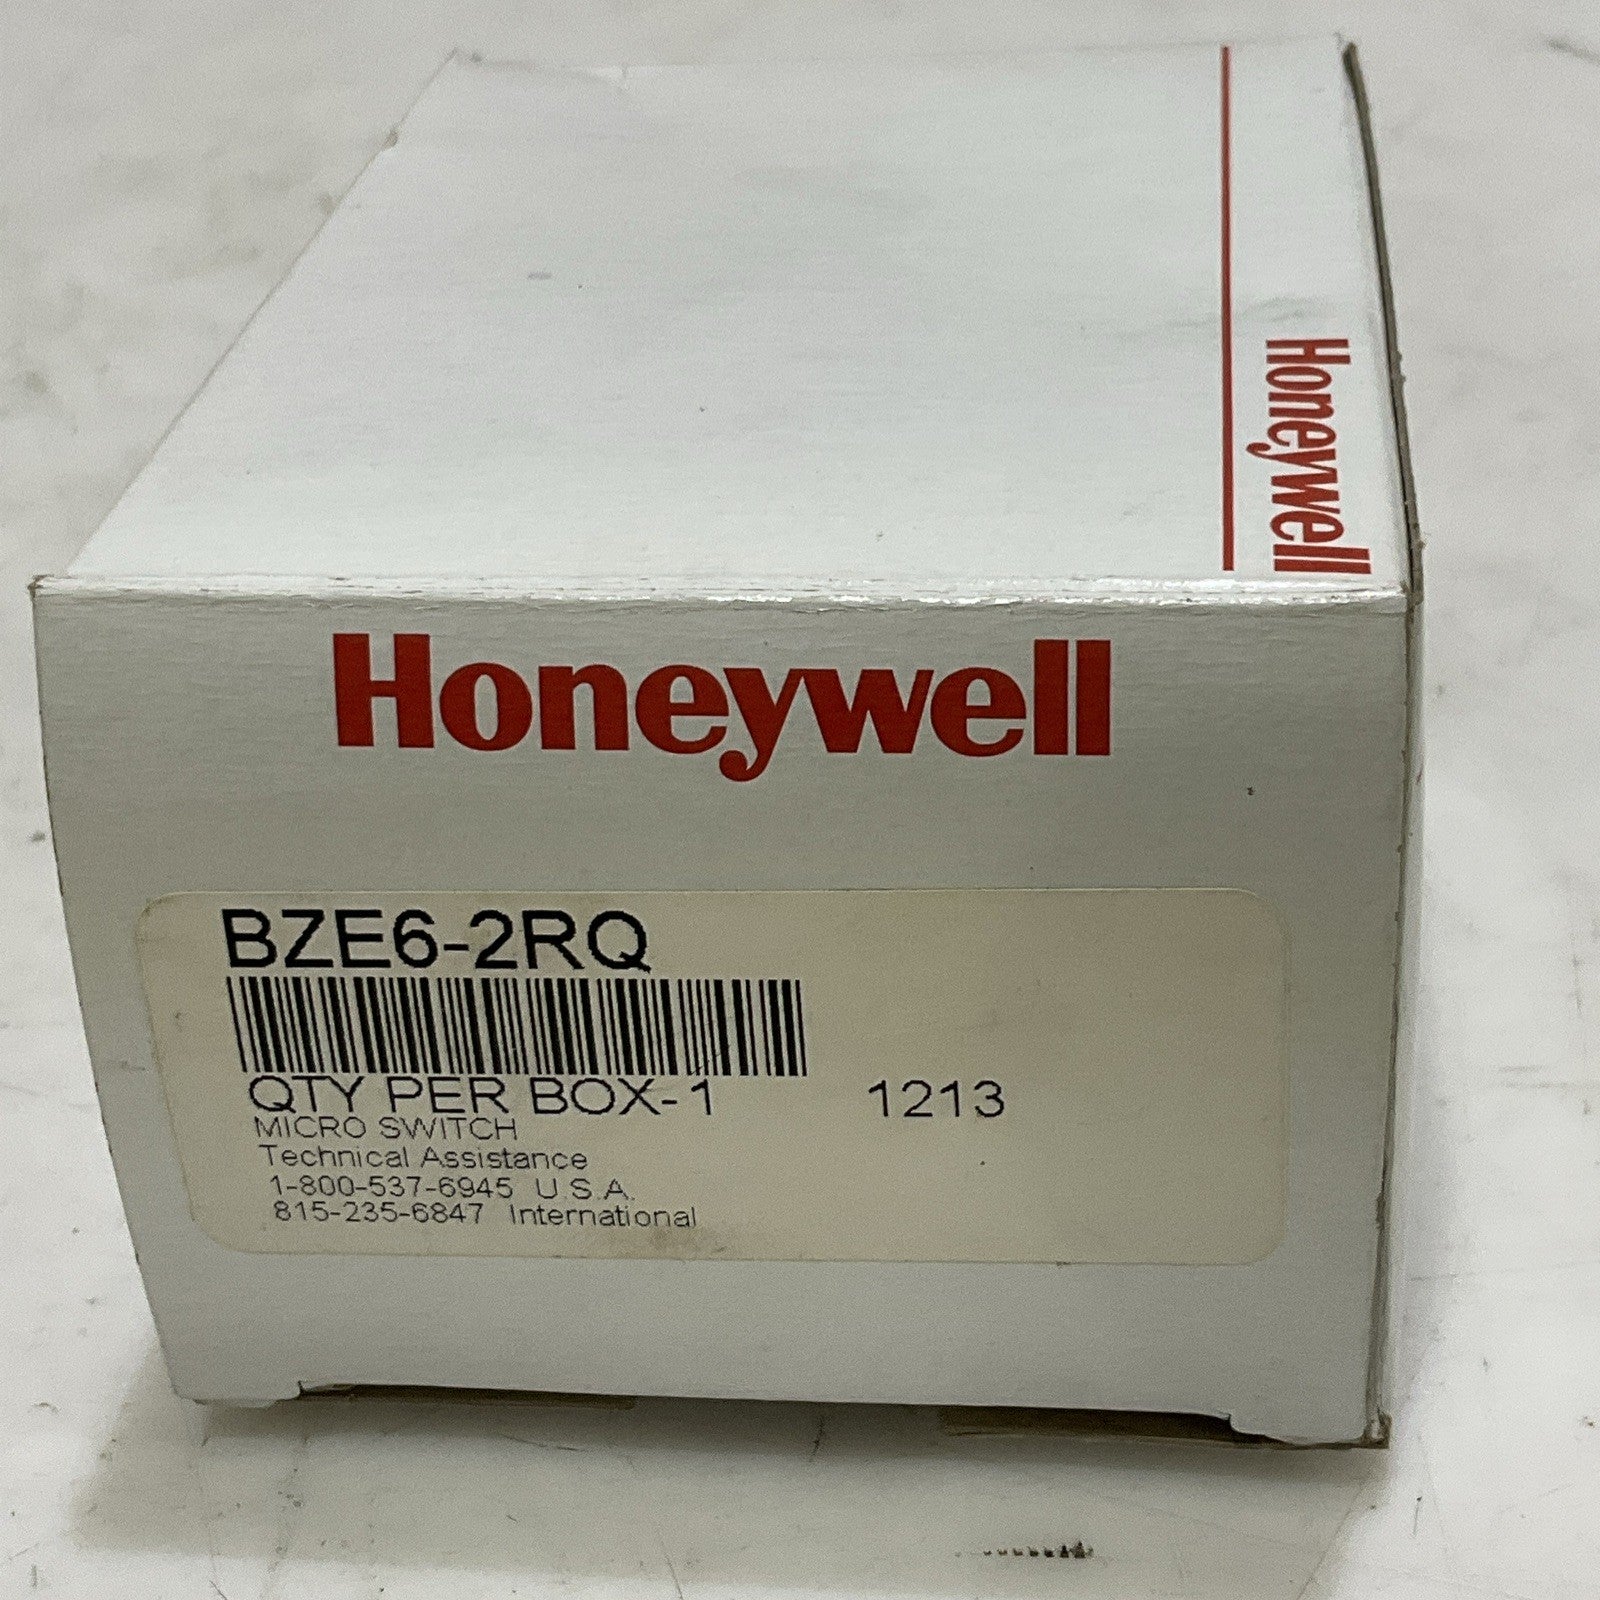 Honeywell
Honeywell
BZE6-2RQ
QTY PER BOX-1 1213
MICRO SWITCH
Technical Assistance
1-800-537-6945 U.S.A.
815-235-6847 International